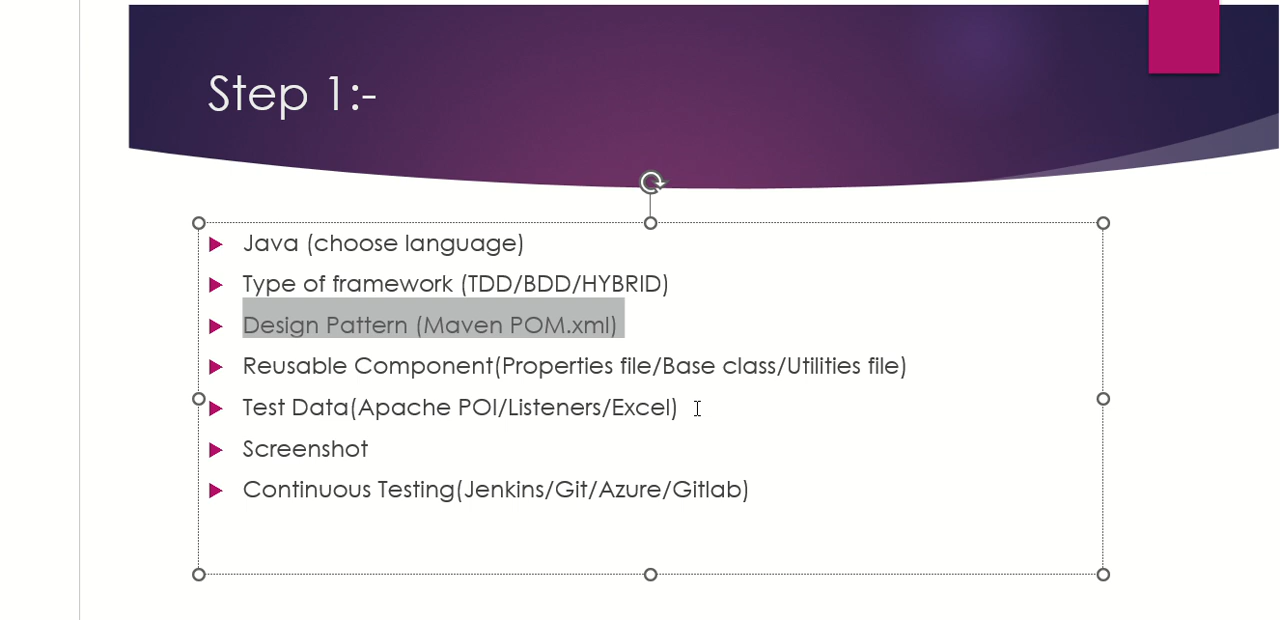 Step 1:-
Java (choose language)
Type of framework (TDD/BDD/HYBRID)
Design Pattern (Maven POM.xml)
Reusable Component(Properties file/Base class/Utilities file)
Test Data(Apache POI/Listeners/Excel)
Screenshot
Continuous Testing(Jenkins/Git/Azure/Gitlab)